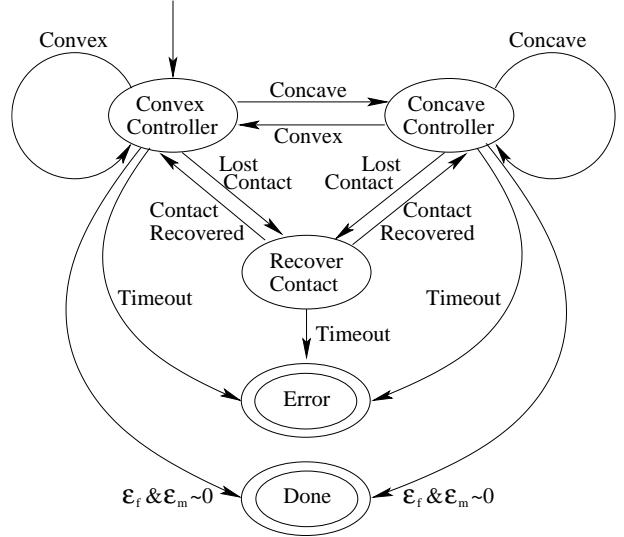 Convex
Concave
Convex
Controller
Concave
Concave
Controller
Convex
Lost
Contact
Lost
Contact
Contact
Recovered
Contact
Recovered
Recover
Contact
Timeout
Timeout
Timeout
Error
ε_f & ε_m ~0
Done
ε_f & ε_m ~0